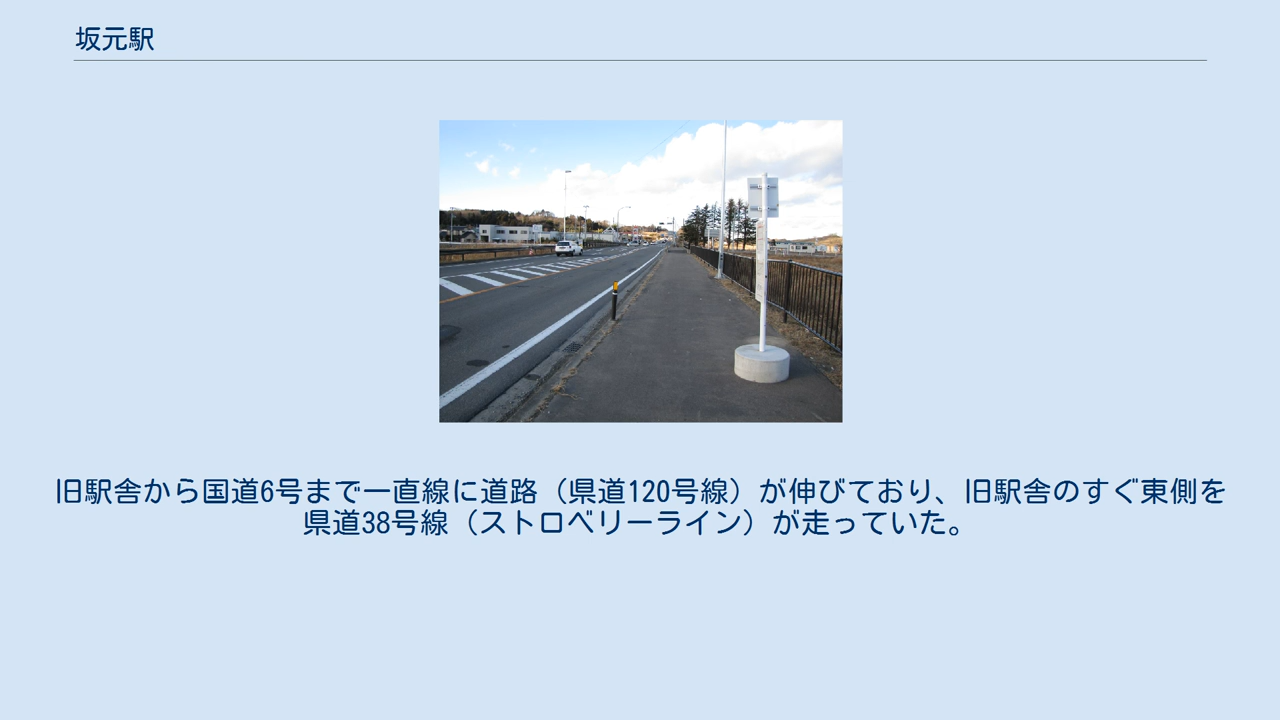 坂元駅
旧駅舎から国道6号まで一直線に道路（県道120号線）が伸びており、旧駅舎のすぐ東側を
県道38号線（ストロベリーライン）が走っていた。